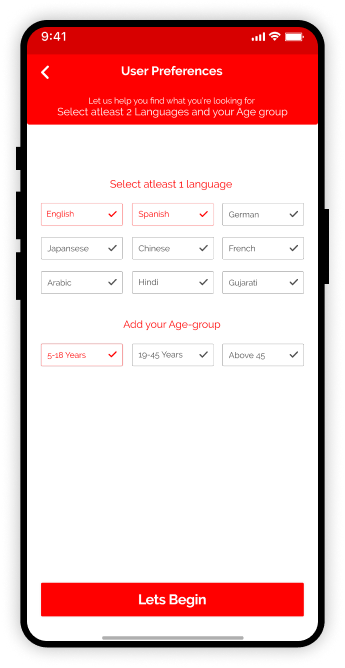 9:41
User Preferences
Let us help you find what you're looking for
Select atleast 2 Languages and your Age group
Select atleast 1 language
English Spanish German
Japansese Chinese French
Arabic Hindi Gujarati
Add your Age-group
5-18 Years 19-45 Years Above 45
Lets Begin